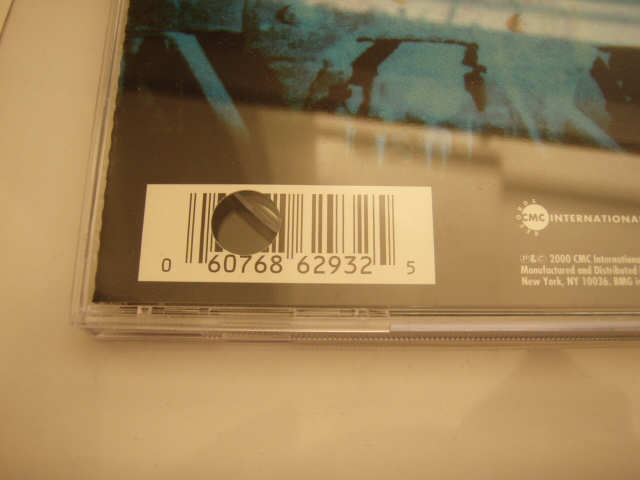 0 60768 62932 5
RECORDS
CMC INTERNATIONAL
℗&© 2000 CMC International
Manufactured and Distributed
New York, NY 10036. BMG